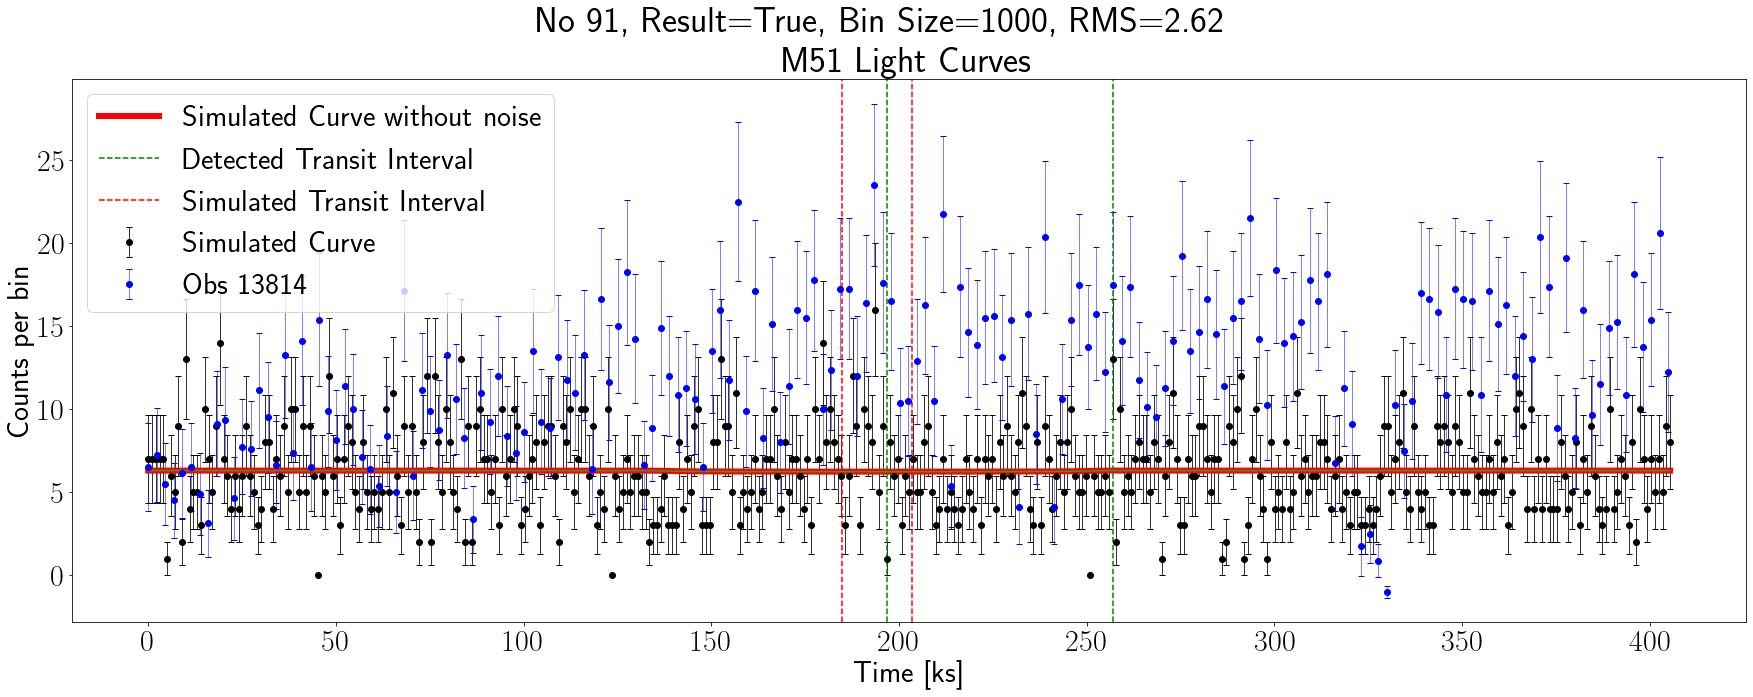 No 91, Result=True, Bin Size=1000, RMS=2.62
M51 Light Curves
Simulated Curve without noise
Detected Transit Interval
Simulated Transit Interval
Simulated Curve
Obs 13814
Counts per bin
25
20
15
10
5
0
0 50 100 150 200 250 300 350 400
Time [ks]